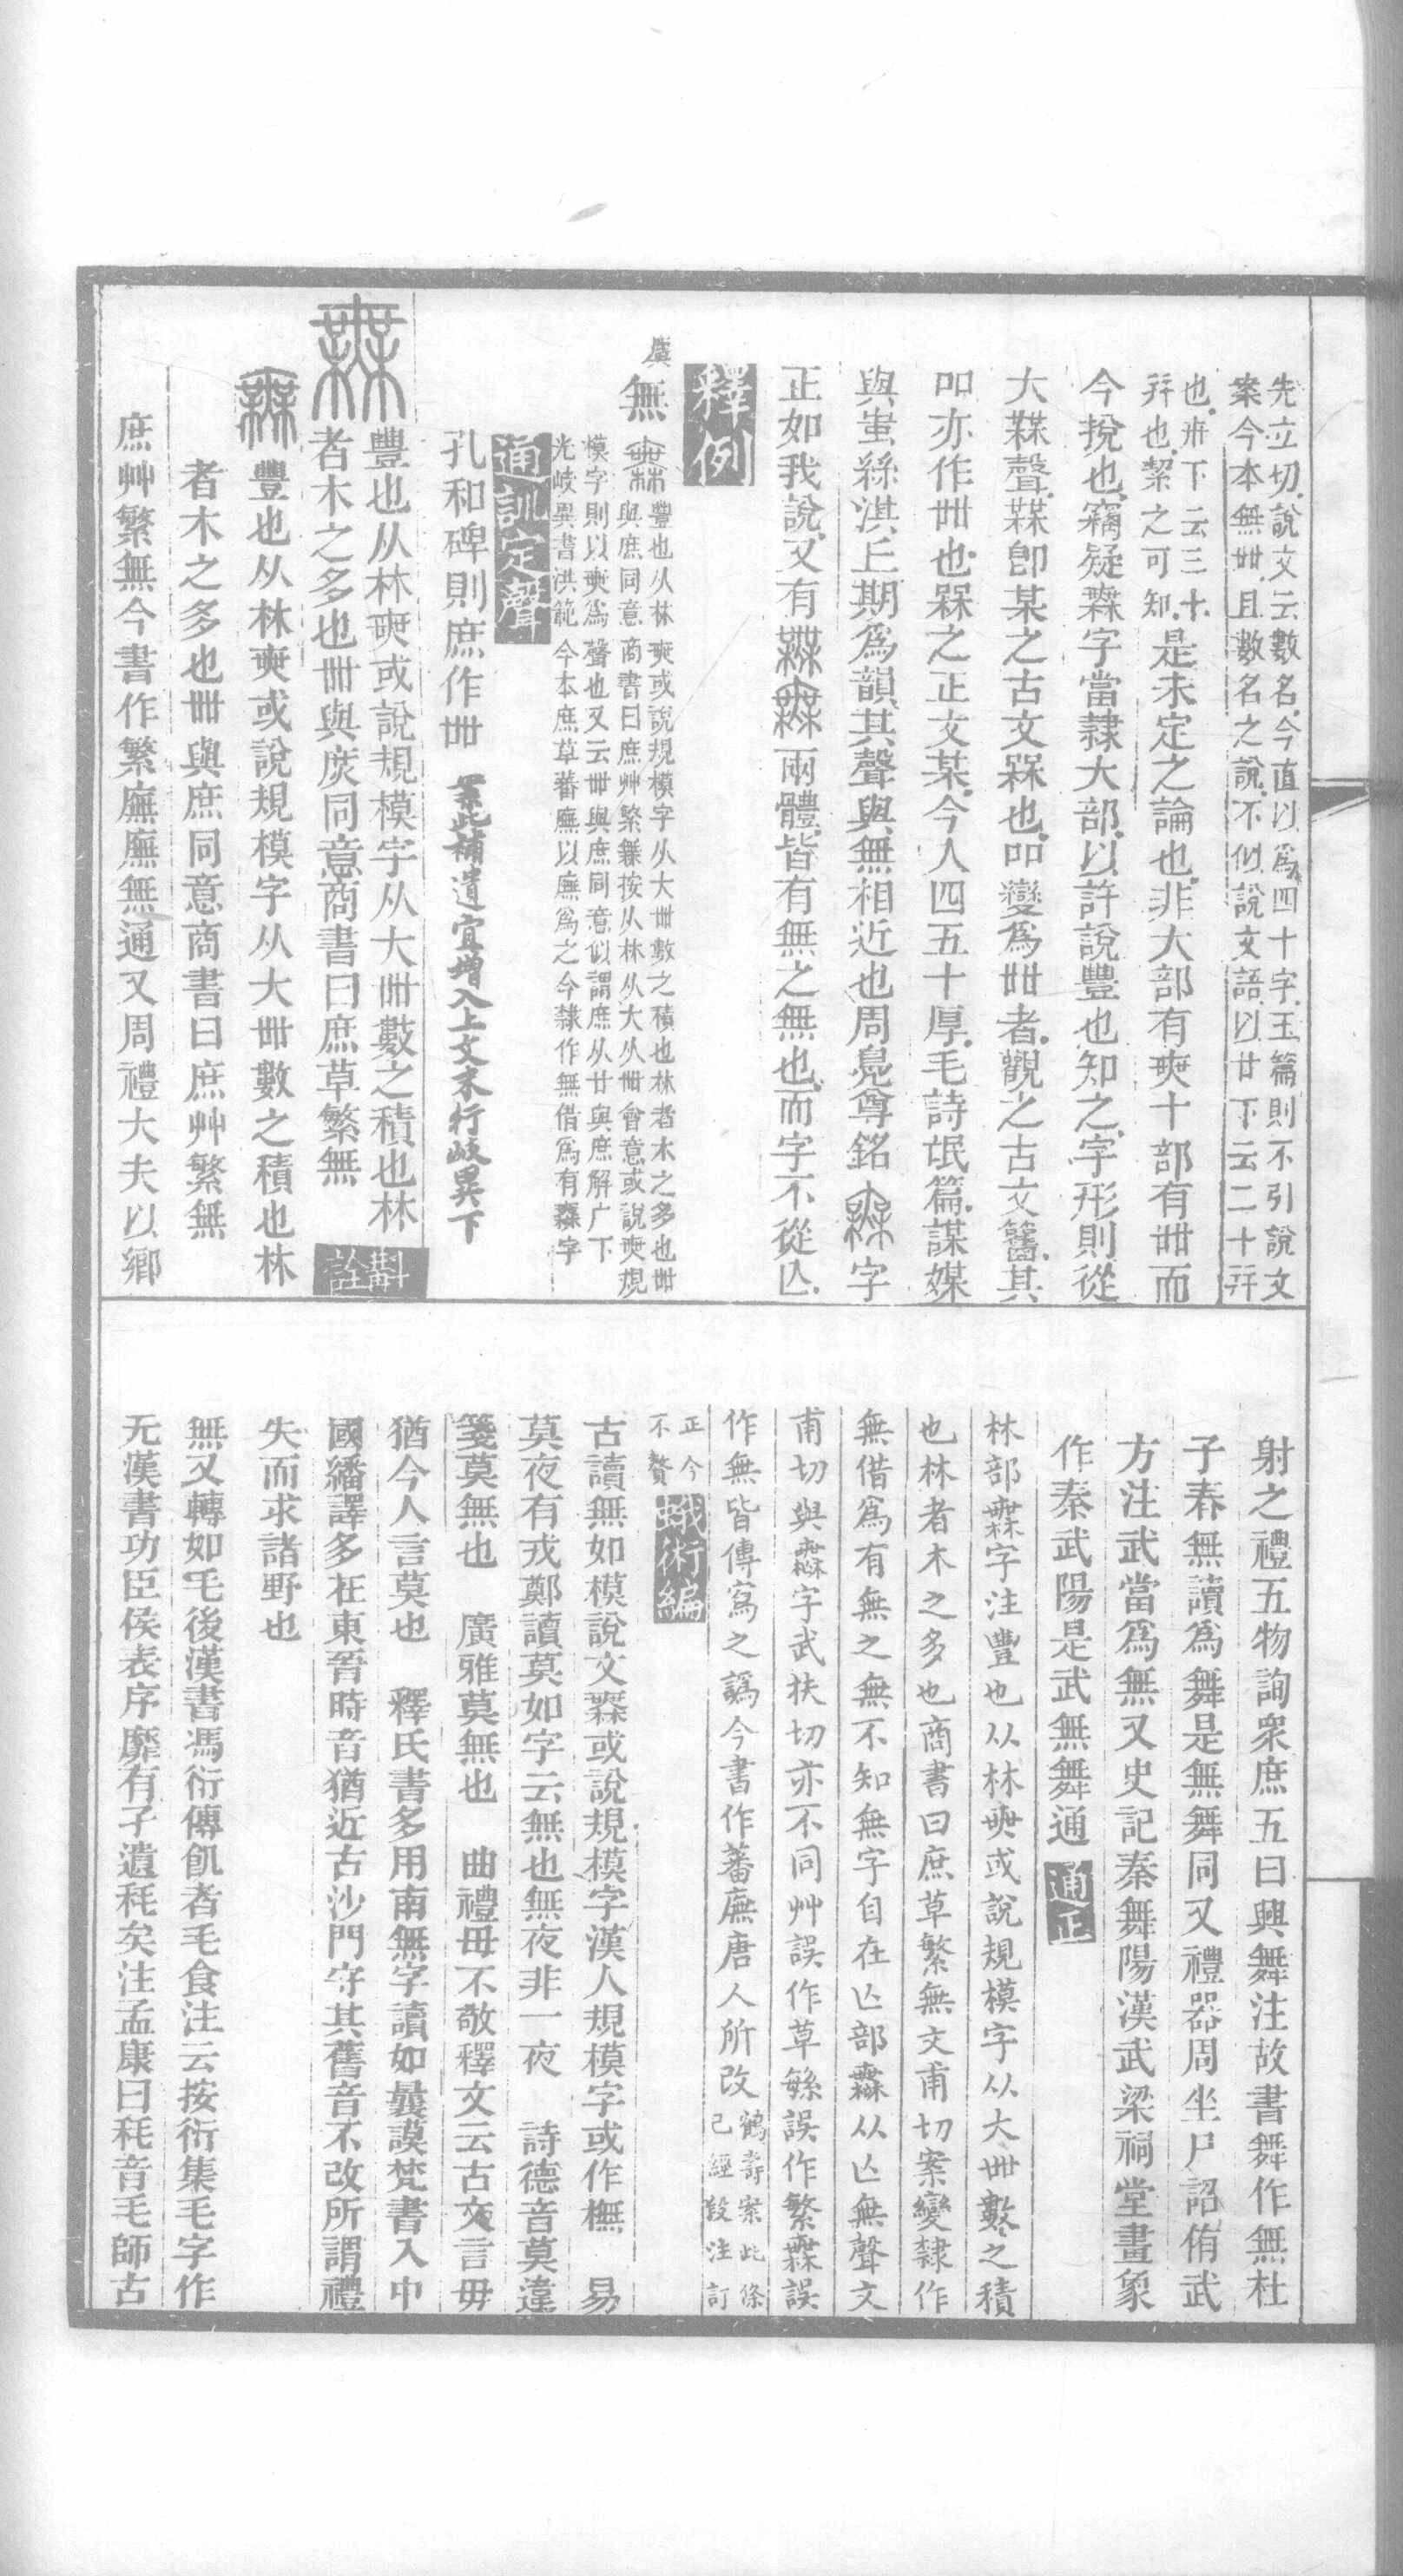 先立切說文云數名今直以爲四十字玉篇則不引說文
案今本無卌且數名之說不似說文語以廿下云二十幷
也卅下云三十
幷也絜之可知是未定之論也非大部有𡘲十部有卌而
今挩也竊疑𣞤字當隸大部以許說豐也知之字形則從
大𣠮聲𣠮卽某之古文槑也吅變爲卌者觀之古文𥌮其
吅亦作卌也槑之正文某今人四五十厚毛詩氓篇謀媒
與蚩絲淇丘期爲韻其聲與無相近也周㲋尊銘字
正如我說又有兩體皆有無之無也而字不從亾
釋例
虞
無
豐也从林𡘲或說規模字从大卌數之積也林者木之多也卌
與庶同意商書曰庶艸繁無按从林从大从卌會意或說𡘲規
模字則以𡘲爲聲也又云卌與庶同意似謂庶从廿與庶解广下
光岐異書洪範今本庶草蕃廡以廡爲之今隸作無借爲有𣞤字
通訓定聲
孔和碑則庶作卌 案此補遺宜增入上文末行岐異下
豐也从林𡘲或說規模字从大卌數之積也林
者木之多也卌與庶同意商書曰庶草繁無
斠詮
豐也从林𡘲或說規模字从大卌數之積也林
者木之多也卌與庶同意商書曰庶艸繁無
庶艸繁無今書作繁廡廡無通又周禮大夫以鄉
射之禮五物詢衆庶五曰興舞注故書舞作無杜
子春無讀爲舞是無舞同又禮器周坐尸詔侑武
方注武當爲無又史記秦舞陽漢武梁祠堂畫象
作秦武陽是武無舞通 通正
林部𣞤字注豐也从林𡘲或說規模字从大卌數之積
也林者木之多也商書曰庶草繁無文甫切案變隸作
無借爲有無之無不知無字自在亾部𣞤从亾無聲文
甫切與𣞤字武扶切亦不同艸誤作草緐誤作繁𣞤誤
作無皆傳寫之譌今書作蕃廡唐人所改
鶴壽案此條
已經段注訂
正今
不贅
蛾術編
古讀無如模說文𣞤或說規模字漢人規模字或作橅 易
莫夜有戎鄭讀莫如字云無也無夜非一夜 詩德音莫違
箋莫無也 廣雅莫無也 曲禮毋不敬釋文云古文言毋
猶今人言莫也 釋氏書多用南無字讀如曩謨梵書入中
國繙譯多在東晉時音猶近古沙門守其舊音不改所謂禮
失而求諸野也
無又轉如毛後漢書馮衍傳飢者毛食注云按衍集毛字作
无漢書功臣侯表序靡有孑遺秏矣注孟康曰秏音毛師古